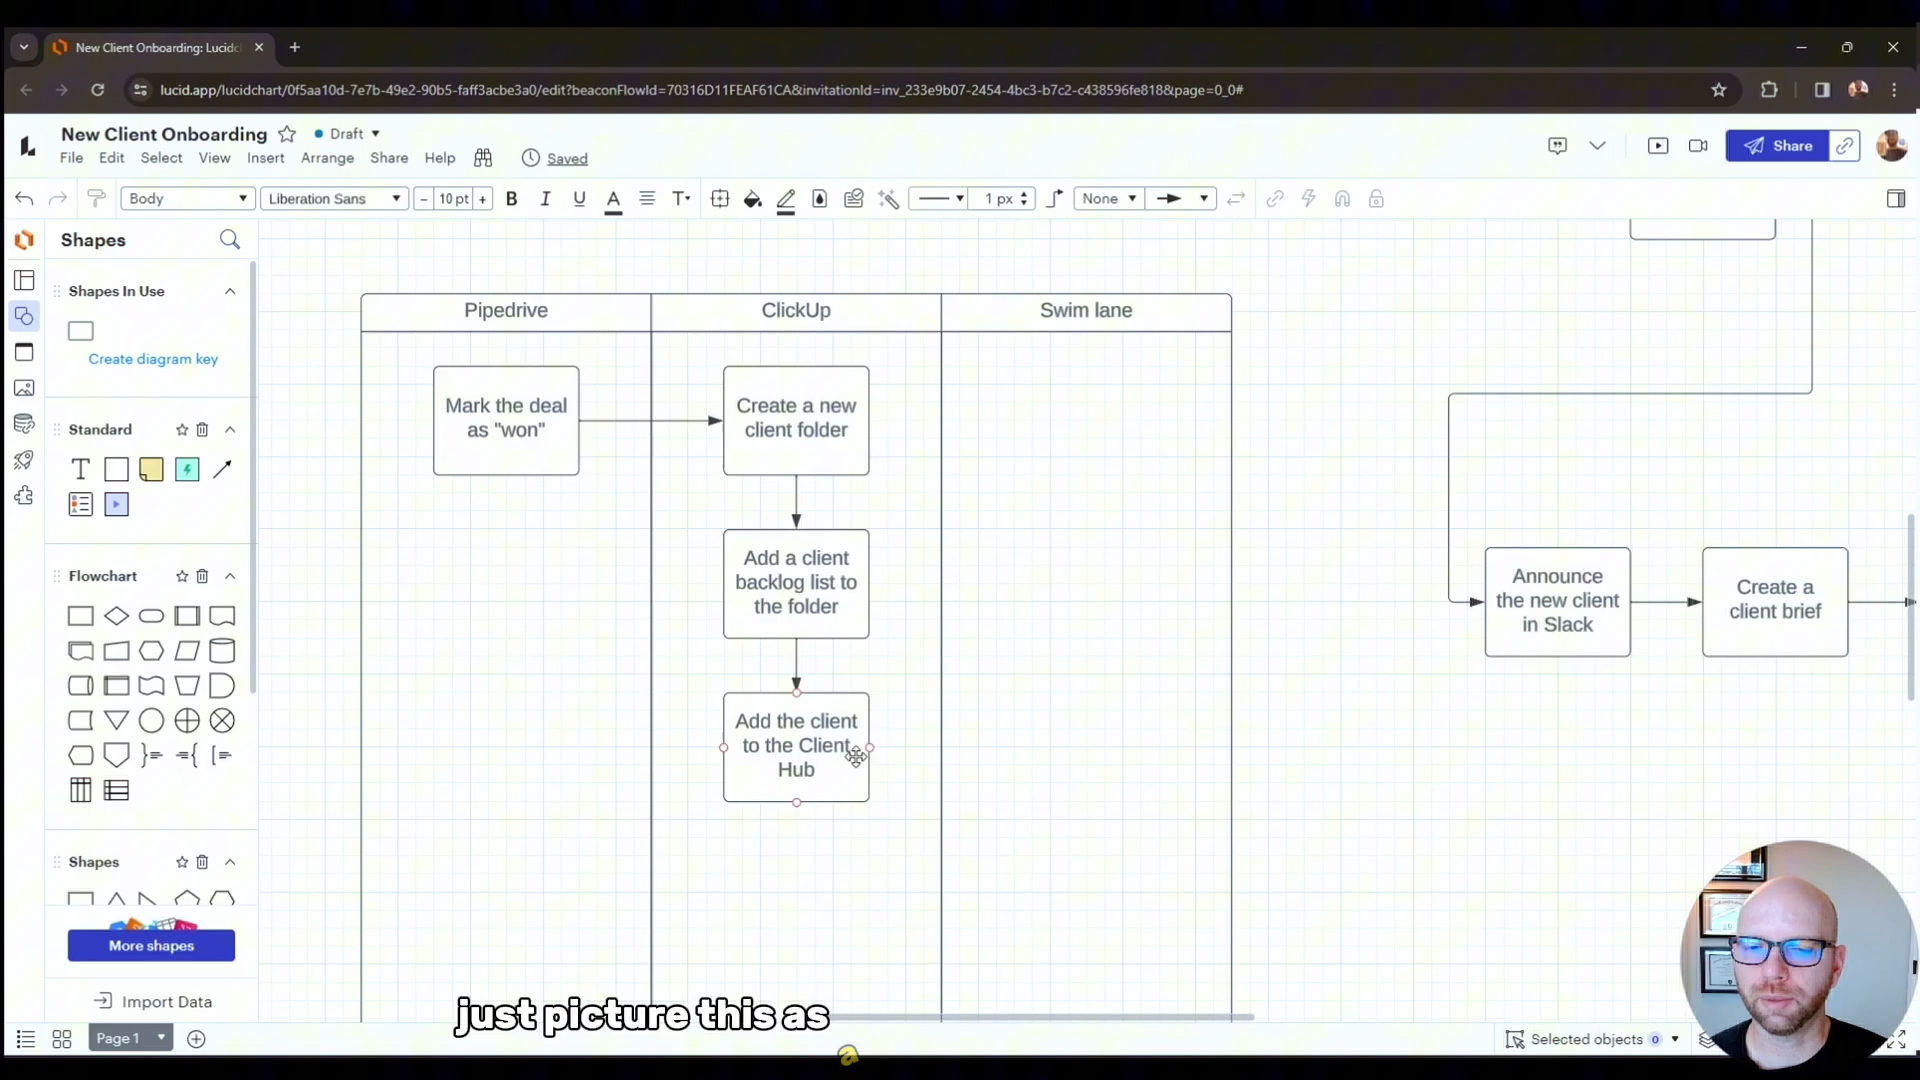 New Client Onboarding: Lucidc
lucid.app/lucidchart/0f5aa10d-7e7b-49e2-90b5-faff3acbe3a0/edit?beaconFlowId=70316D11FEAF61CA&invitationId=inv_233e9b07-2454-4bc3-b7c2-c438596fe818&page=0_0#
New Client Onboarding
Draft
File Edit Select View Insert Arrange Share Help
Saved
Share
Body
Liberation Sans
- 10 pt +
B I U A T
1 px
None
Shapes
Shapes In Use
Create diagram key
Standard
T
Flowchart
Shapes
More shapes
Import Data
Pipedrive
ClickUp
Swim lane
Mark the deal
as "won"
Create a new
client folder
Add a client
backlog list to
the folder
Add the client
to the Client
Hub
Announce
the new client
in Slack
Create a
client brief
just picture this as
a
Page 1
Selected objects 0